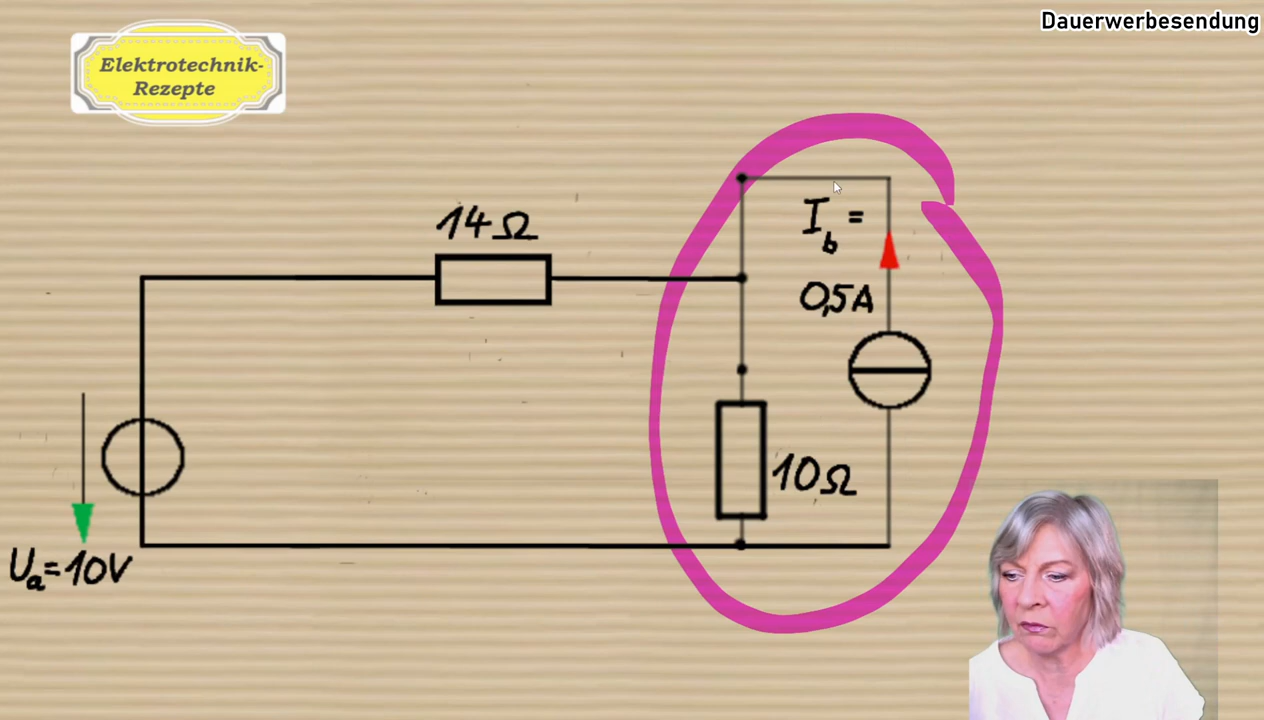 Dauerwerbesendung
Elektrotechnik-
Rezepte
14Ω
I_b =
0,5A
10Ω
U_a=10V